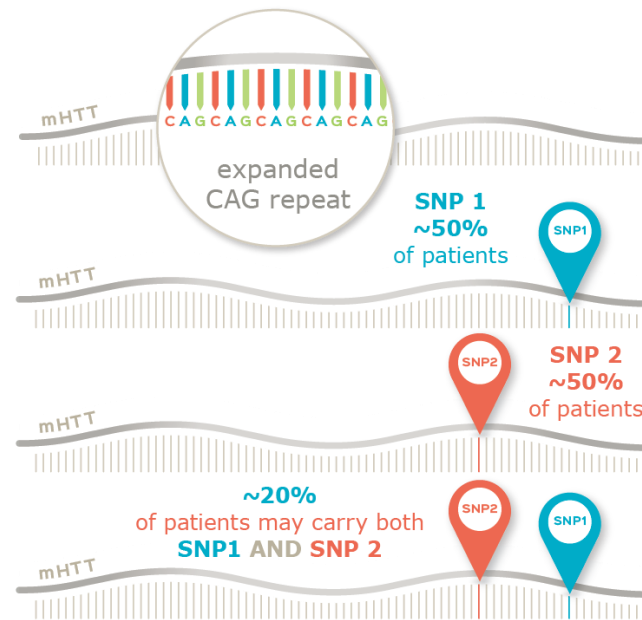 mHTT
CAGCAGCAGCAGCAG
expanded
CAG repeat
SNP 1
~50%
of patients
SNP1
mHTT
SNP2
SNP 2
~50%
of patients
mHTT
~20%
of patients may carry both
SNP1 AND SNP 2
SNP2
SNP1
mHTT